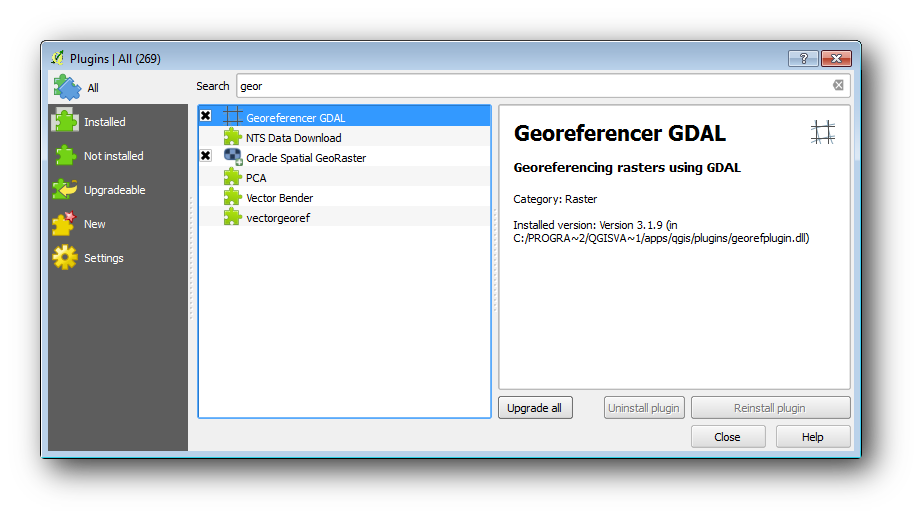 Plugins | All (269)
All
Search geor
Installed
Not installed
Upgradeable
New
Settings
Georeferencer GDAL
NTS Data Download
Oracle Spatial GeoRaster
PCA
Vector Bender
vectorgeoref
Georeferencer GDAL
Georeferencing rasters using GDAL
Category: Raster
Installed version: Version 3.1.9 (in
C:/PROGRA~2/QGISVA~1/apps/qgis/plugins/georefplugin.dll)
Upgrade all Uninstall plugin Reinstall plugin
Close Help